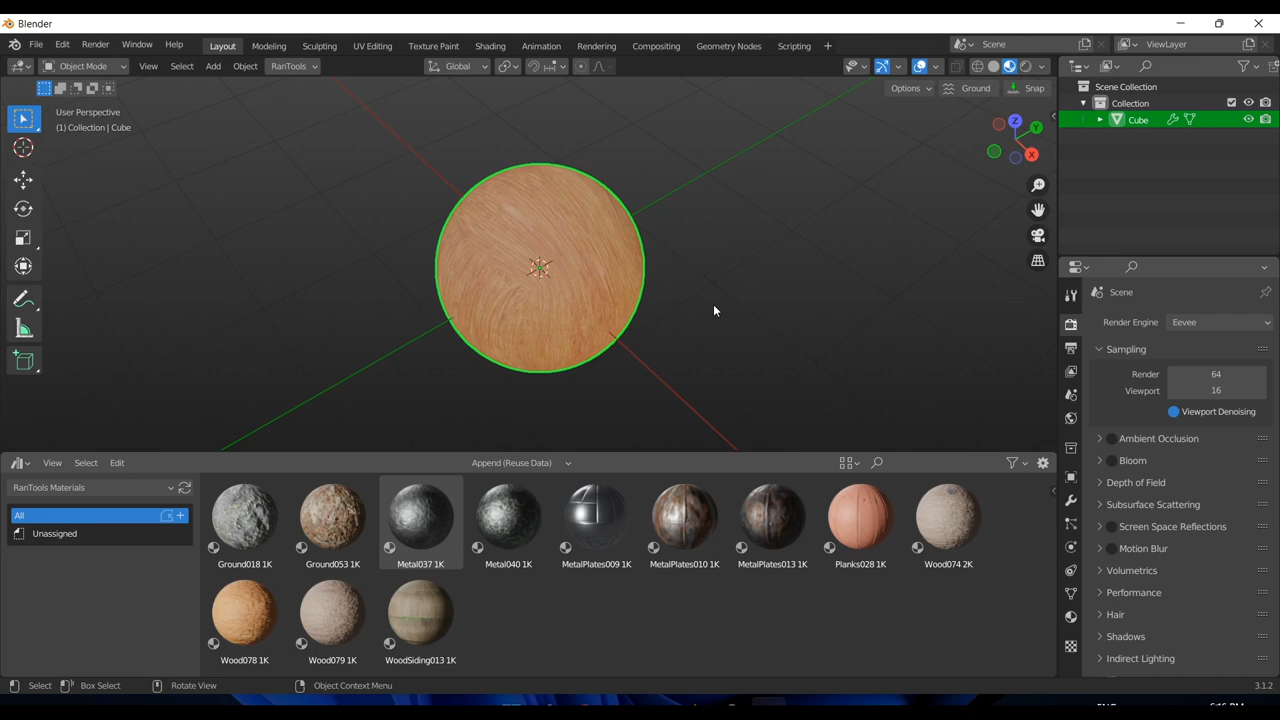 Blender
File Edit Render Window Help Layout Modeling Sculpting UV Editing Texture Paint Shading Animation Rendering Compositing Geometry Nodes Scripting + Scene ViewLayer
Object Mode View Select Add Object RanTools Global
Options Ground Snap
Scene Collection
Collection
Cube
User Perspective
(1) Collection | Cube
Z
Y
X
Scene
Render Engine Eevee
Sampling
Render 64
Viewport 16
Viewport Denoising
Ambient Occlusion
Bloom
Depth of Field
Subsurface Scattering
Screen Space Reflections
Motion Blur
Volumetrics
Performance
Hair
Shadows
Indirect Lighting
View Select Edit Append (Reuse Data)
RanTools Materials
All
Unassigned
Ground018 1K Ground053 1K Metal037 1K Metal040 1K MetalPlates009 1K MetalPlates010 1K MetalPlates013 1K Planks028 1K Wood074 2K
Wood078 1K Wood079 1K WoodSiding013 1K
Select Box Select Rotate View Object Context Menu 3.1.2